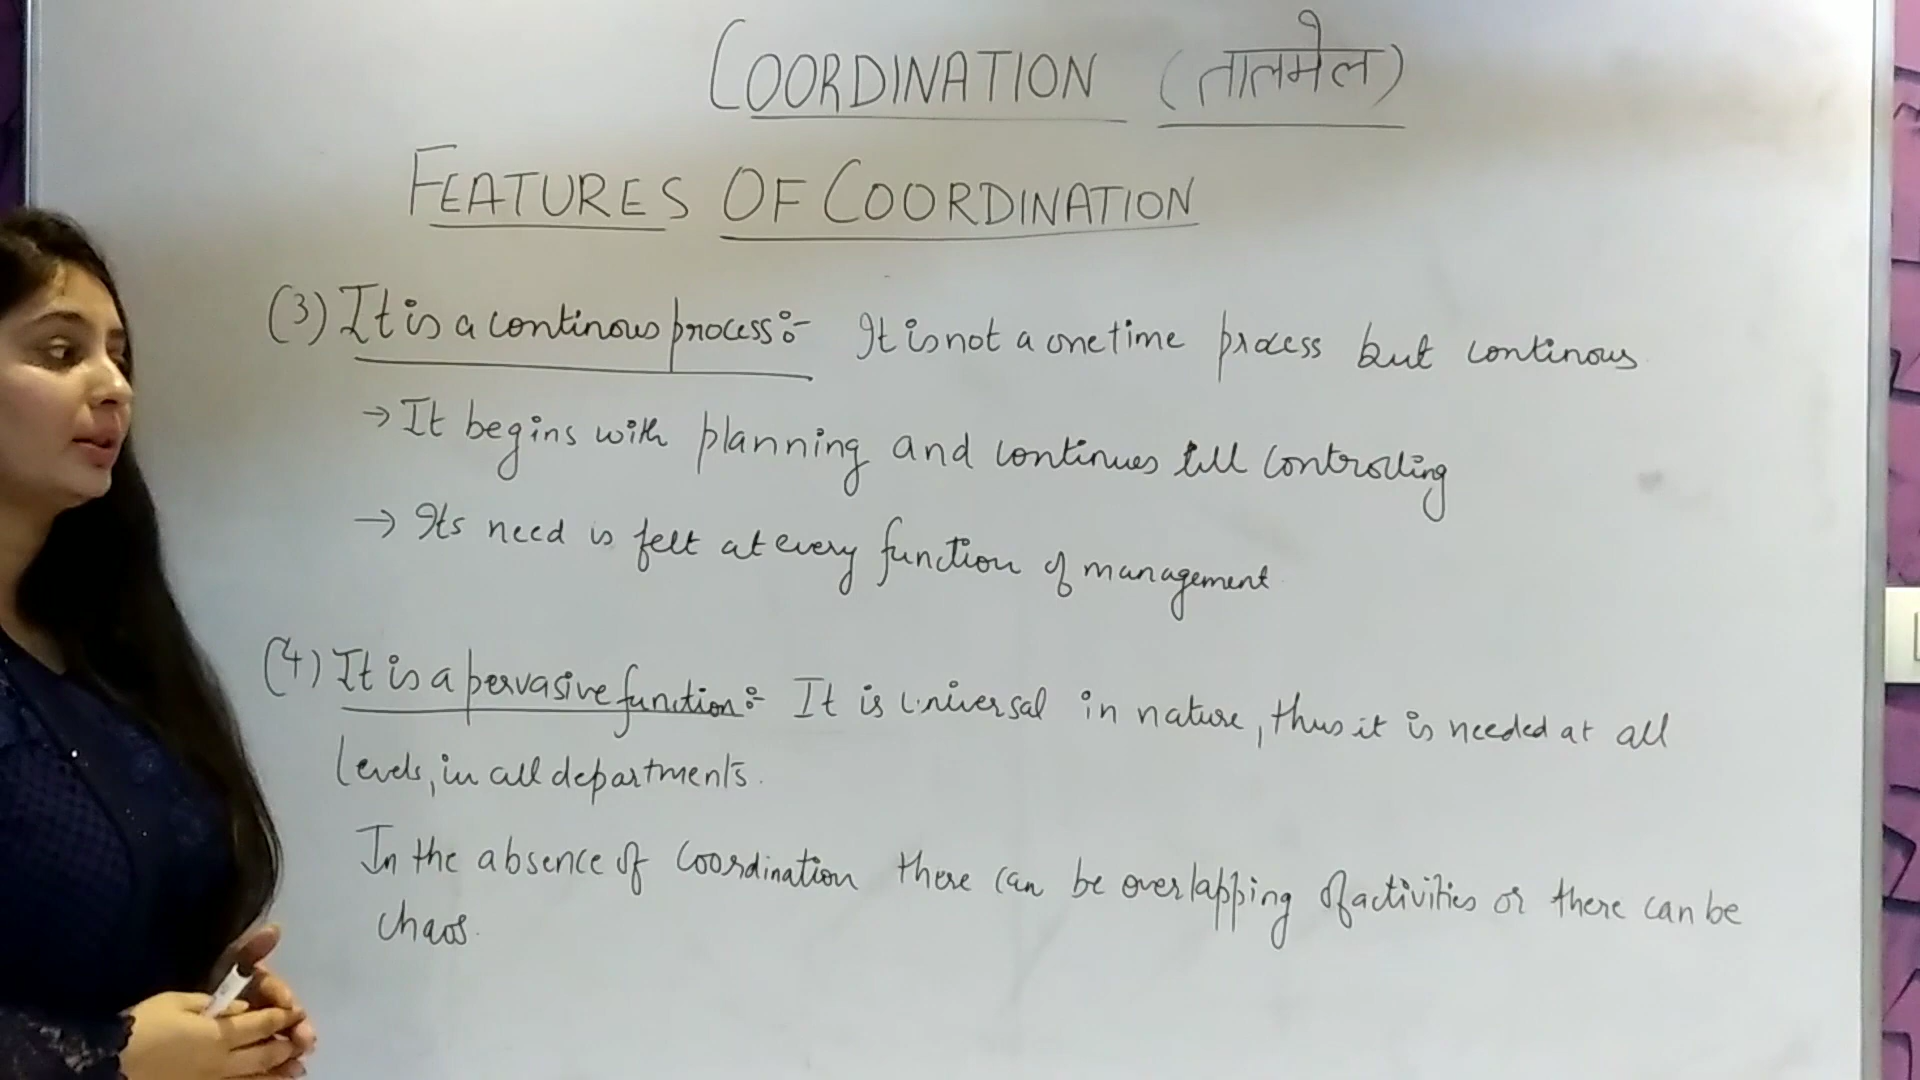 COORDINATION (तालमेल)
FEATURES OF COORDINATION
(3) It is a continous process:- It is not a one time process but continous
→ It begins with planning and continues till controlling
→ Its need is felt at every function of management
(4) It is a pervasive function:- It is universal in nature, thus it is needed at all
levels, in all departments.
In the absence of coordination there can be overlapping of activities or there can be
chaos.